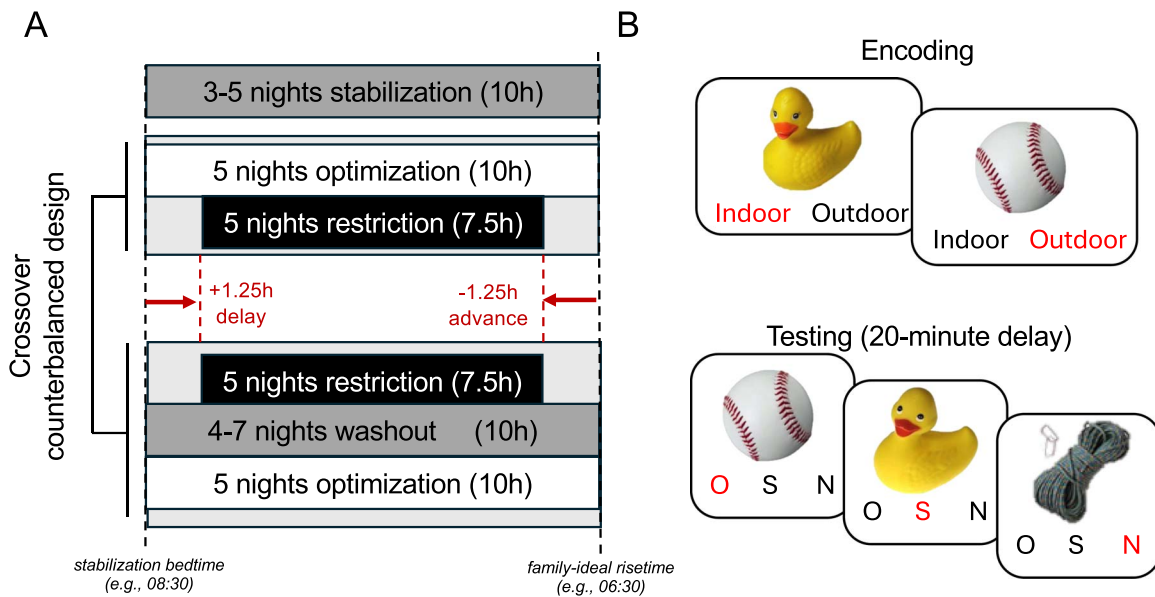 A
3-5 nights stabilization (10h)
5 nights optimization (10h)
5 nights restriction (7.5h)
+1.25h
delay
-1.25h
advance
5 nights restriction (7.5h)
4-7 nights washout (10h)
5 nights optimization (10h)
Crossover
counterbalanced design
stabilization bedtime
(e.g., 08:30)
family-ideal risetime
(e.g., 06:30)
B
Encoding
Indoor Outdoor
Indoor Outdoor
Testing (20-minute delay)
O S N
O S N
O S N